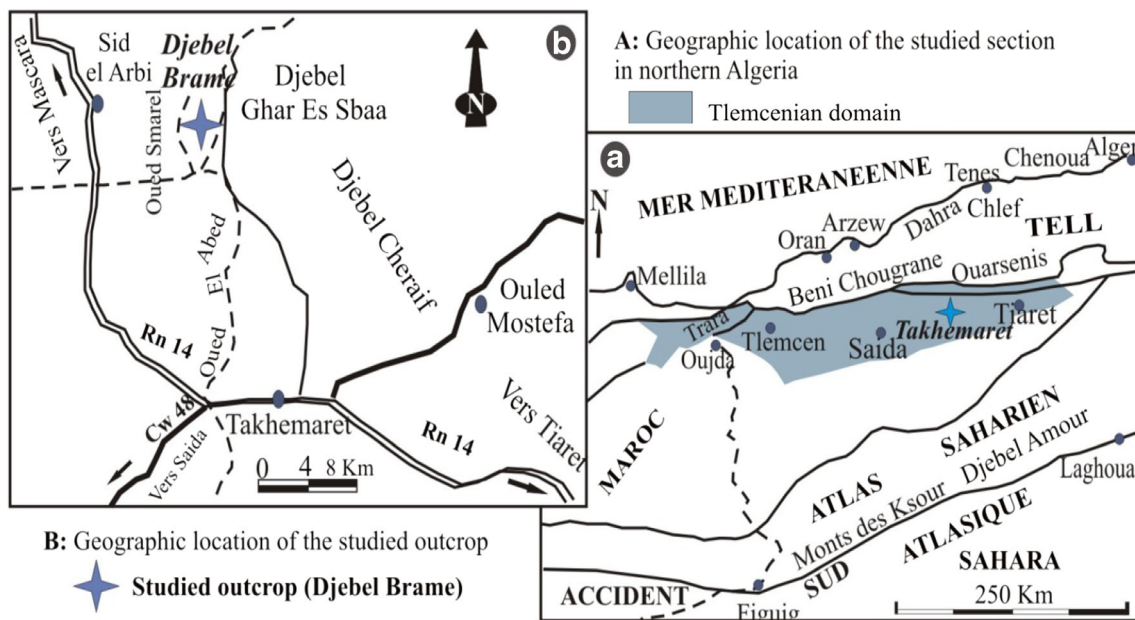 b
Sid
el Arbi
Djebel
Brame
Djebel
Ghar Es Sbaa
N
Vers Mascara
Oued Smarel
Djebel Cheraif
Oued El Abed
Ouled
Mostefa
Rn 14
Cw 48
Takhemaret
Rn 14
Vers Tiaret
Vers Saida
0 4 8 Km
B: Geographic location of the studied outcrop
Studied outcrop (Djebel Brame)
A: Geographic location of the studied section
in northern Algeria
Tlemcenian domain
a
N
MER MEDITERANEENNE
Alger
Chenoua
Tenes
Chlef
Dahra
Arzew
Oran
TELL
Mellila
Beni Chougrane
Ouarsenis
Trara
Tlemcen
Oujda
Saida
Takhemaret
Tiaret
MAROC
ATLAS SAHARIEN
Djebel Amour
Laghoua
Monts des Ksour
ACCIDENT SUD ATLASIQUE
SAHARA
Figuig
250 Km